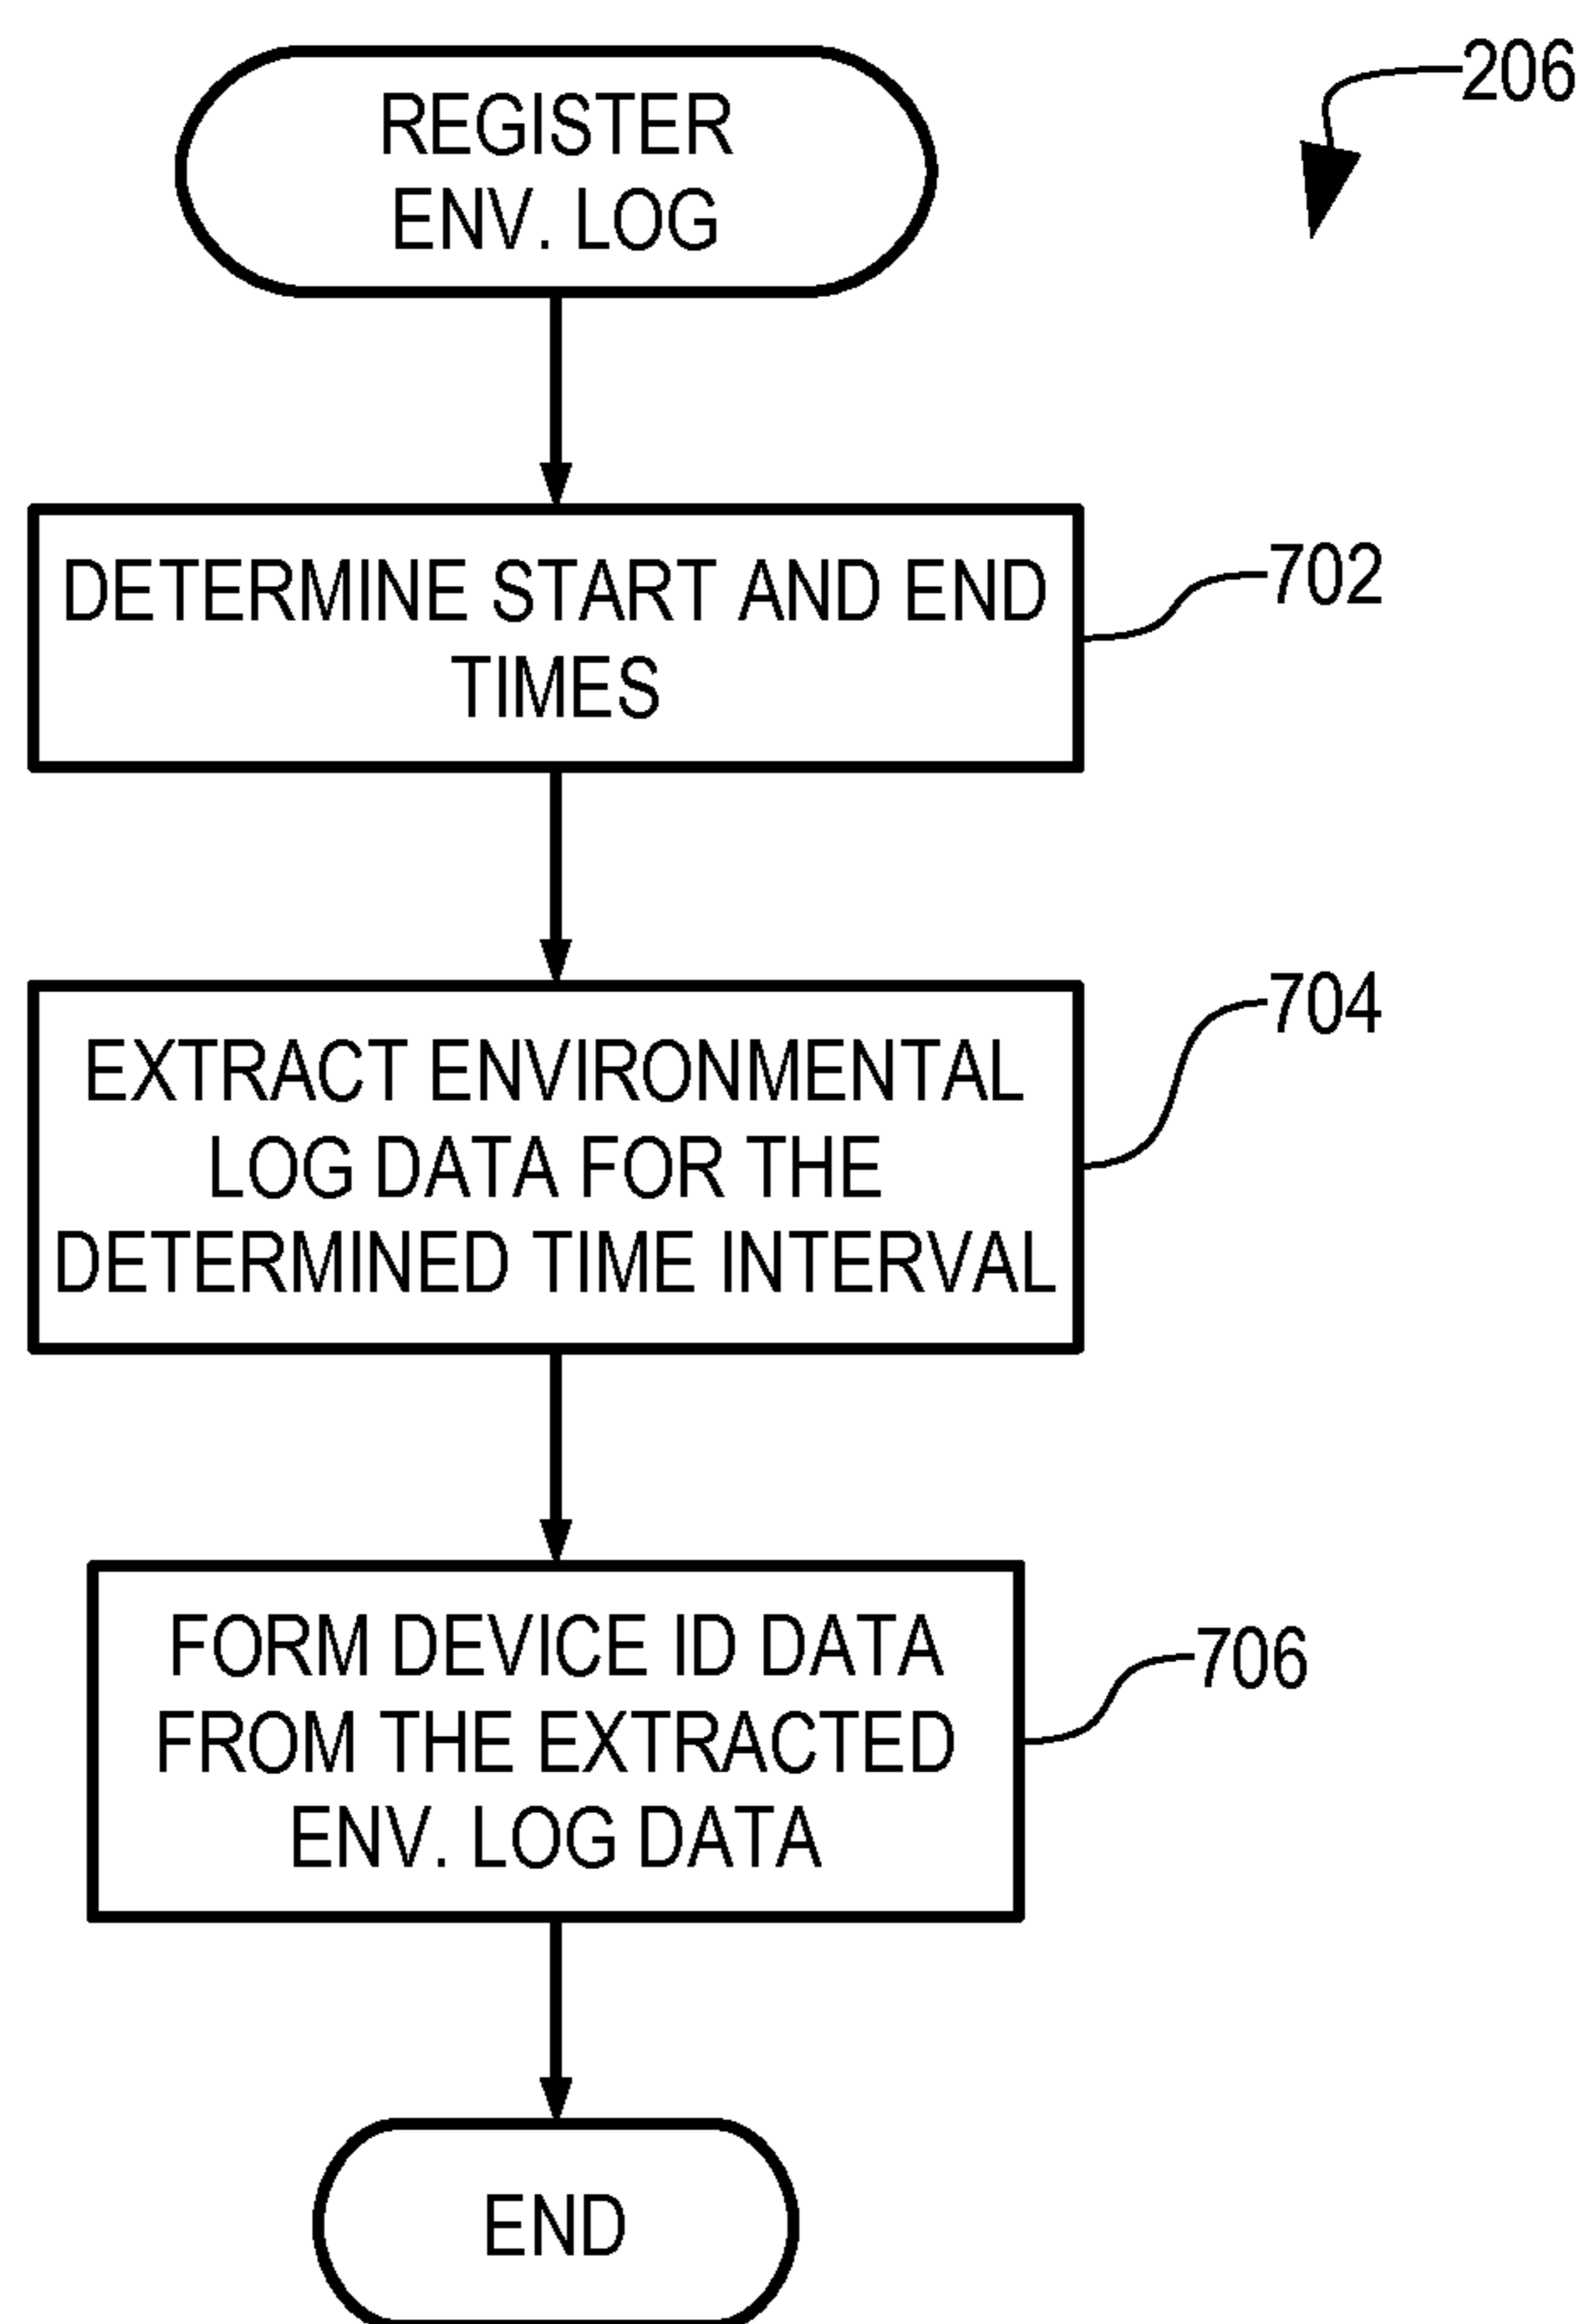 REGISTER
ENV. LOG
206
DETERMINE START AND END
TIMES
702
EXTRACT ENVIRONMENTAL
LOG DATA FOR THE
DETERMINED TIME INTERVAL
704
FORM DEVICE ID DATA
FROM THE EXTRACTED
ENV. LOG DATA
706
END